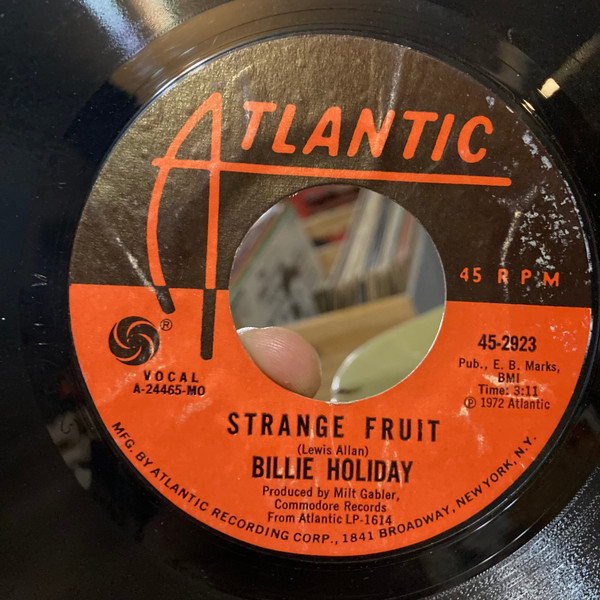 ATLANTIC
45 RPM
®
VOCAL
A-24465-MO
45-2923
Pub., E. B. Marks,
BMI
Time: 3:11
℗ 1972 Atlantic
STRANGE FRUIT
(Lewis Allan)
BILLIE HOLIDAY
Produced by Milt Gabler,
Commodore Records
From Atlantic LP-1614
MFG. BY ATLANTIC RECORDING CORP., 1841 BROADWAY, NEW YORK, N.Y.